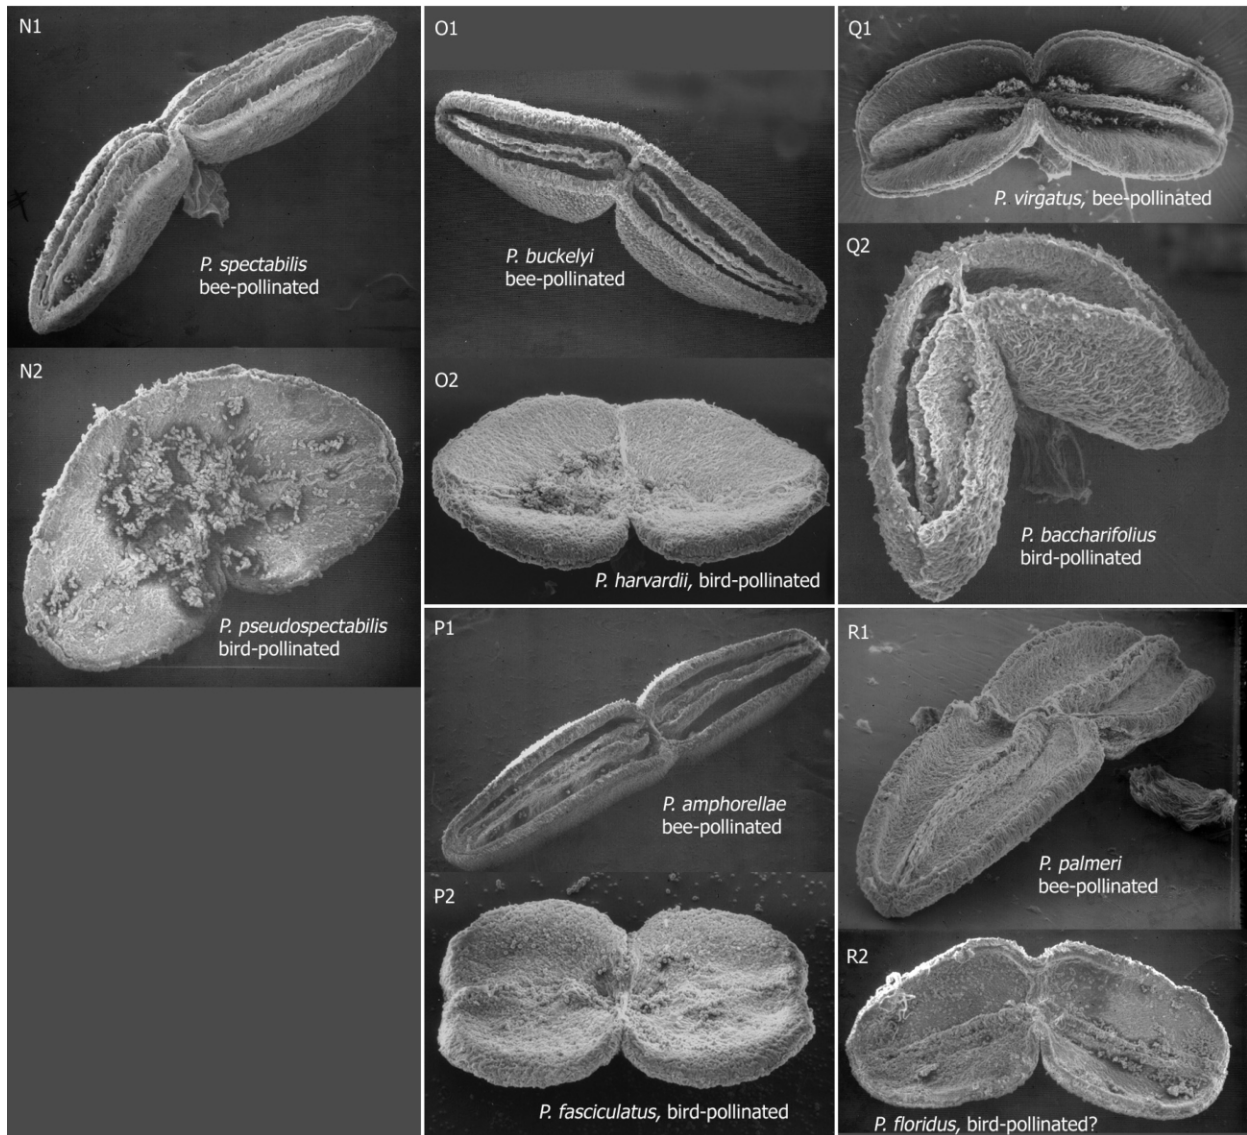 N1
P. spectabilis
bee-pollinated
N2
P. pseudospectabilis
bird-pollinated
O1
P. buckelyi
bee-pollinated
O2
P. harvardii, bird-pollinated
P1
P. amphorellae
bee-pollinated
P2
P. fasciculatus, bird-pollinated
Q1
P. virgatus, bee-pollinated
Q2
P. baccharifolius
bird-pollinated
R1
P. palmeri
bee-pollinated
R2
P. floridus, bird-pollinated?